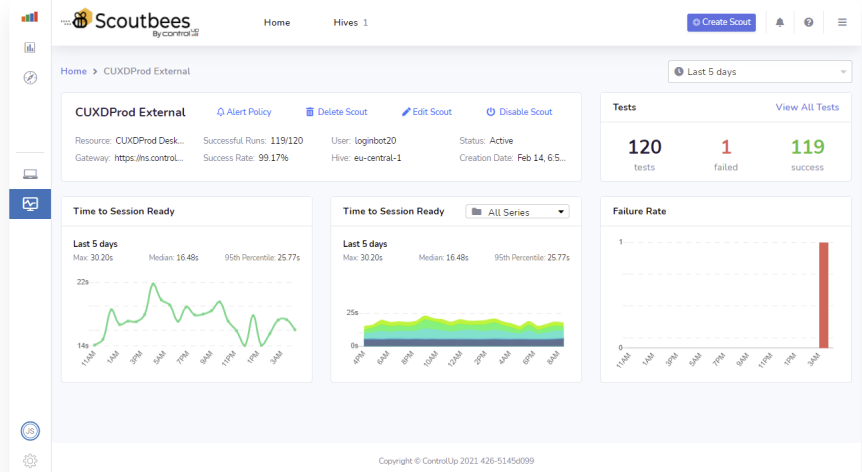 Scoutbees
By controlup
Home
Hives 1
Create Scout
Home > CUXDProd External
Last 5 days
CUXDProd External
Alert Policy
Delete Scout
Edit Scout
Disable Scout
Resource: CUXDProd Desk...
Successful Runs: 119/120
User: loginbot20
Status: Active
Gateway: https://ns.control...
Success Rate: 99.17%
Hive: eu-central-1
Creation Date: Feb 14, 6:5...
Tests
View All Tests
120
1
119
tests
failed
success
Time to Session Ready
Last 5 days
Max: 30.20s
Median: 16.48s
95th Percentile: 25.77s
22s
14s
11AM
1AM
3PM
5AM
7PM
9AM
11PM
1PM
3AM
Time to Session Ready
All Series
Last 5 days
Max: 30.20s
Median: 16.48s
95th Percentile: 25.77s
25s
0s
4PM
6AM
8PM
10AM
12AM
2PM
4AM
6PM
8AM
Failure Rate
1
0
11AM
1AM
3PM
5AM
7PM
9AM
11PM
1PM
3AM
JS
Copyright © ControlUp 2021 426-5145d099